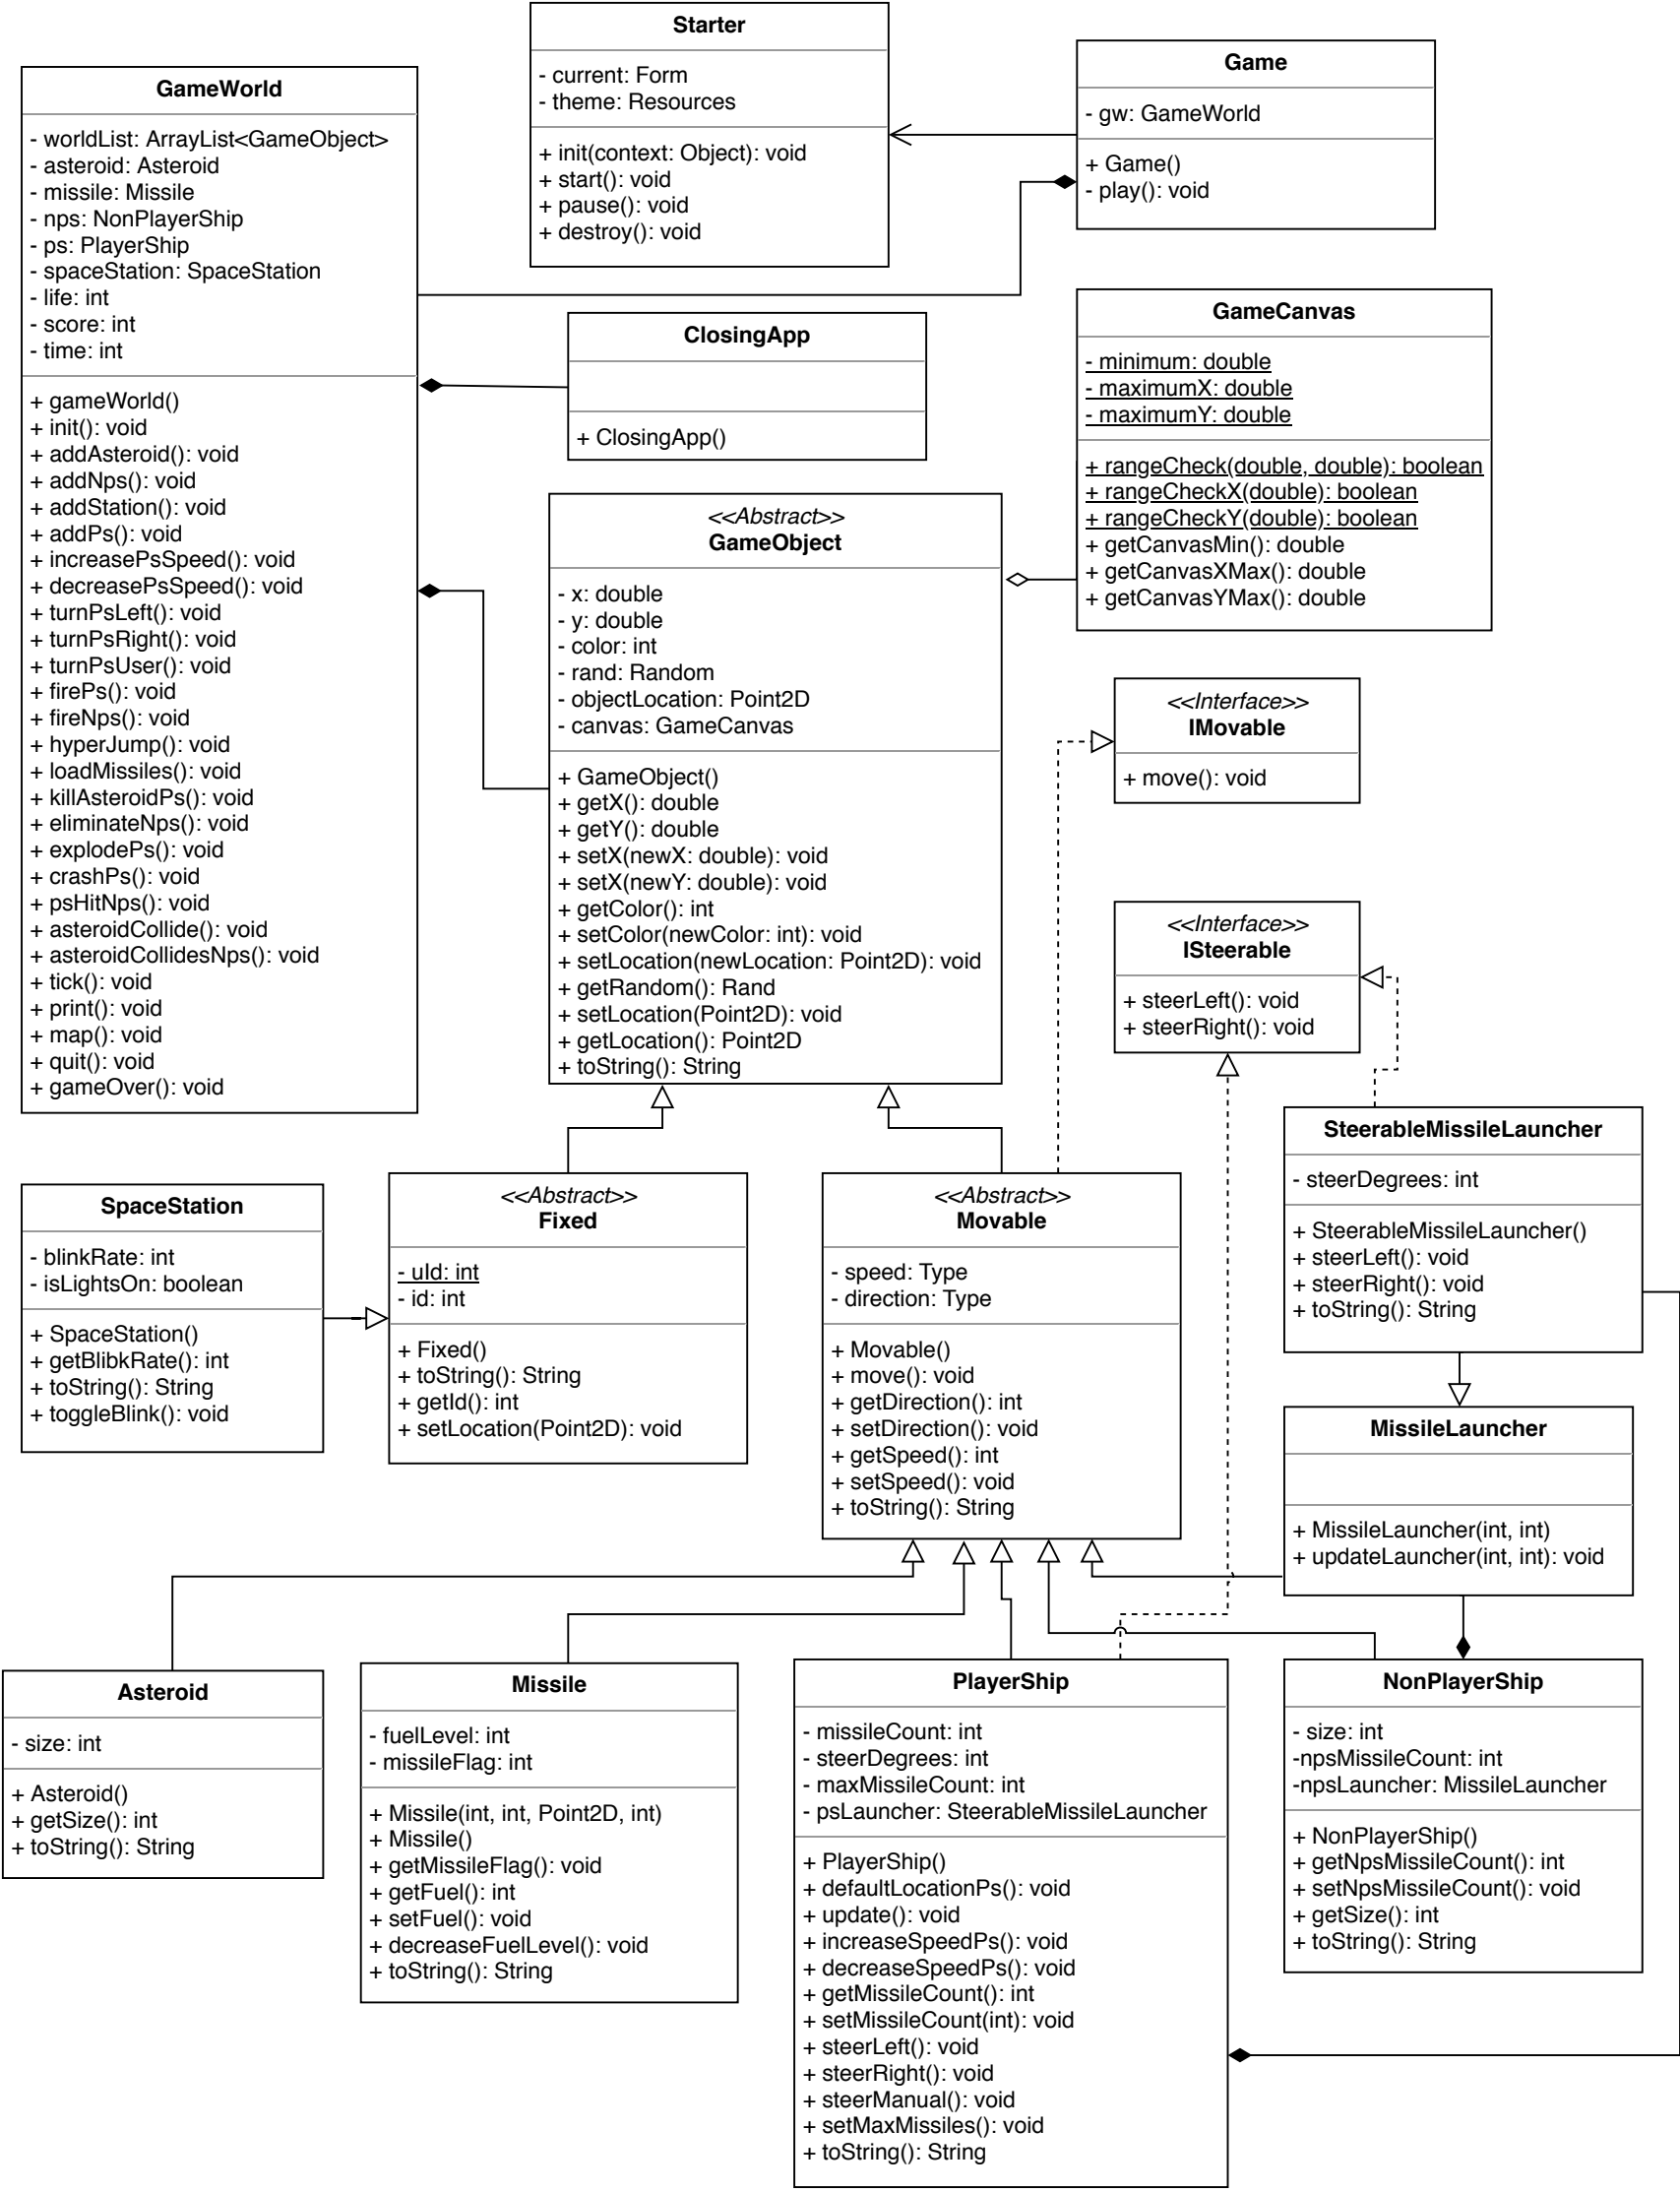 Starter
- current: Form
- theme: Resources
+ init(context: Object): void
+ start(): void
+ pause(): void
+ destroy(): void
Game
- gw: GameWorld
+ Game()
- play(): void
GameWorld
- worldList: ArrayList<GameObject>
- asteroid: Asteroid
- missile: Missile
- nps: NonPlayerShip
- ps: PlayerShip
- spaceStation: SpaceStation
- life: int
- score: int
- time: int
+ gameWorld()
+ init(): void
+ addAsteroid(): void
+ addNps(): void
+ addStation(): void
+ addPs(): void
+ increasePsSpeed(): void
+ decreasePsSpeed(): void
+ turnPsLeft(): void
+ turnPsRight(): void
+ turnPsUser(): void
+ firePs(): void
+ fireNps(): void
+ hyperJump(): void
+ loadMissiles(): void
+ killAsteroidPs(): void
+ eliminateNps(): void
+ explodePs(): void
+ crashPs(): void
+ psHitNps(): void
+ asteroidCollide(): void
+ asteroidCollidesNps(): void
+ tick(): void
+ print(): void
+ map(): void
+ quit(): void
+ gameOver(): void
ClosingApp
+ ClosingApp()
GameCanvas
- minimum: double
- maximumX: double
- maximumY: double
+ rangeCheck(double, double): boolean
+ rangeCheckX(double): boolean
+ rangeCheckY(double): boolean
+ getCanvasMin(): double
+ getCanvasXMax(): double
+ getCanvasYMax(): double
<<Abstract>>
GameObject
- x: double
- y: double
- color: int
- rand: Random
- objectLocation: Point2D
- canvas: GameCanvas
+ GameObject()
+ getX(): double
+ getY(): double
+ setX(newX: double): void
+ setX(newY: double): void
+ getColor(): int
+ setColor(newColor: int): void
+ setLocation(newLocation: Point2D): void
+ getRandom(): Rand
+ setLocation(Point2D): void
+ getLocation(): Point2D
+ toString(): String
<<Interface>>
IMovable
+ move(): void
<<Interface>>
ISteerable
+ steerLeft(): void
+ steerRight(): void
SteerableMissileLauncher
- steerDegrees: int
+ SteerableMissileLauncher()
+ steerLeft(): void
+ steerRight(): void
+ toString(): String
SpaceStation
- blinkRate: int
- isLightsOn: boolean
+ SpaceStation()
+ getBlibkRate(): int
+ toString(): String
+ toggleBlink(): void
<<Abstract>>
Fixed
- uId: int
- id: int
+ Fixed()
+ toString(): String
+ getId(): int
+ setLocation(Point2D): void
<<Abstract>>
Movable
- speed: Type
- direction: Type
+ Movable()
+ move(): void
+ getDirection(): int
+ setDirection(): void
+ getSpeed(): int
+ setSpeed(): void
+ toString(): String
MissileLauncher
+ MissileLauncher(int, int)
+ updateLauncher(int, int): void
Asteroid
- size: int
+ Asteroid()
+ getSize(): int
+ toString(): String
Missile
- fuelLevel: int
- missileFlag: int
+ Missile(int, int, Point2D, int)
+ Missile()
+ getMissileFlag(): void
+ getFuel(): int
+ setFuel(): void
+ decreaseFuelLevel(): void
+ toString(): String
PlayerShip
- missileCount: int
- steerDegrees: int
- maxMissileCount: int
- psLauncher: SteerableMissileLauncher
+ PlayerShip()
+ defaultLocationPs(): void
+ update(): void
+ increaseSpeedPs(): void
+ decreaseSpeedPs(): void
+ getMissileCount(): int
+ setMissileCount(int): void
+ steerLeft(): void
+ steerRight(): void
+ steerManual(): void
+ setMaxMissiles(): void
+ toString(): String
NonPlayerShip
- size: int
-npsMissileCount: int
-npsLauncher: MissileLauncher
+ NonPlayerShip()
+ getNpsMissileCount(): int
+ setNpsMissileCount(): void
+ getSize(): int
+ toString(): String